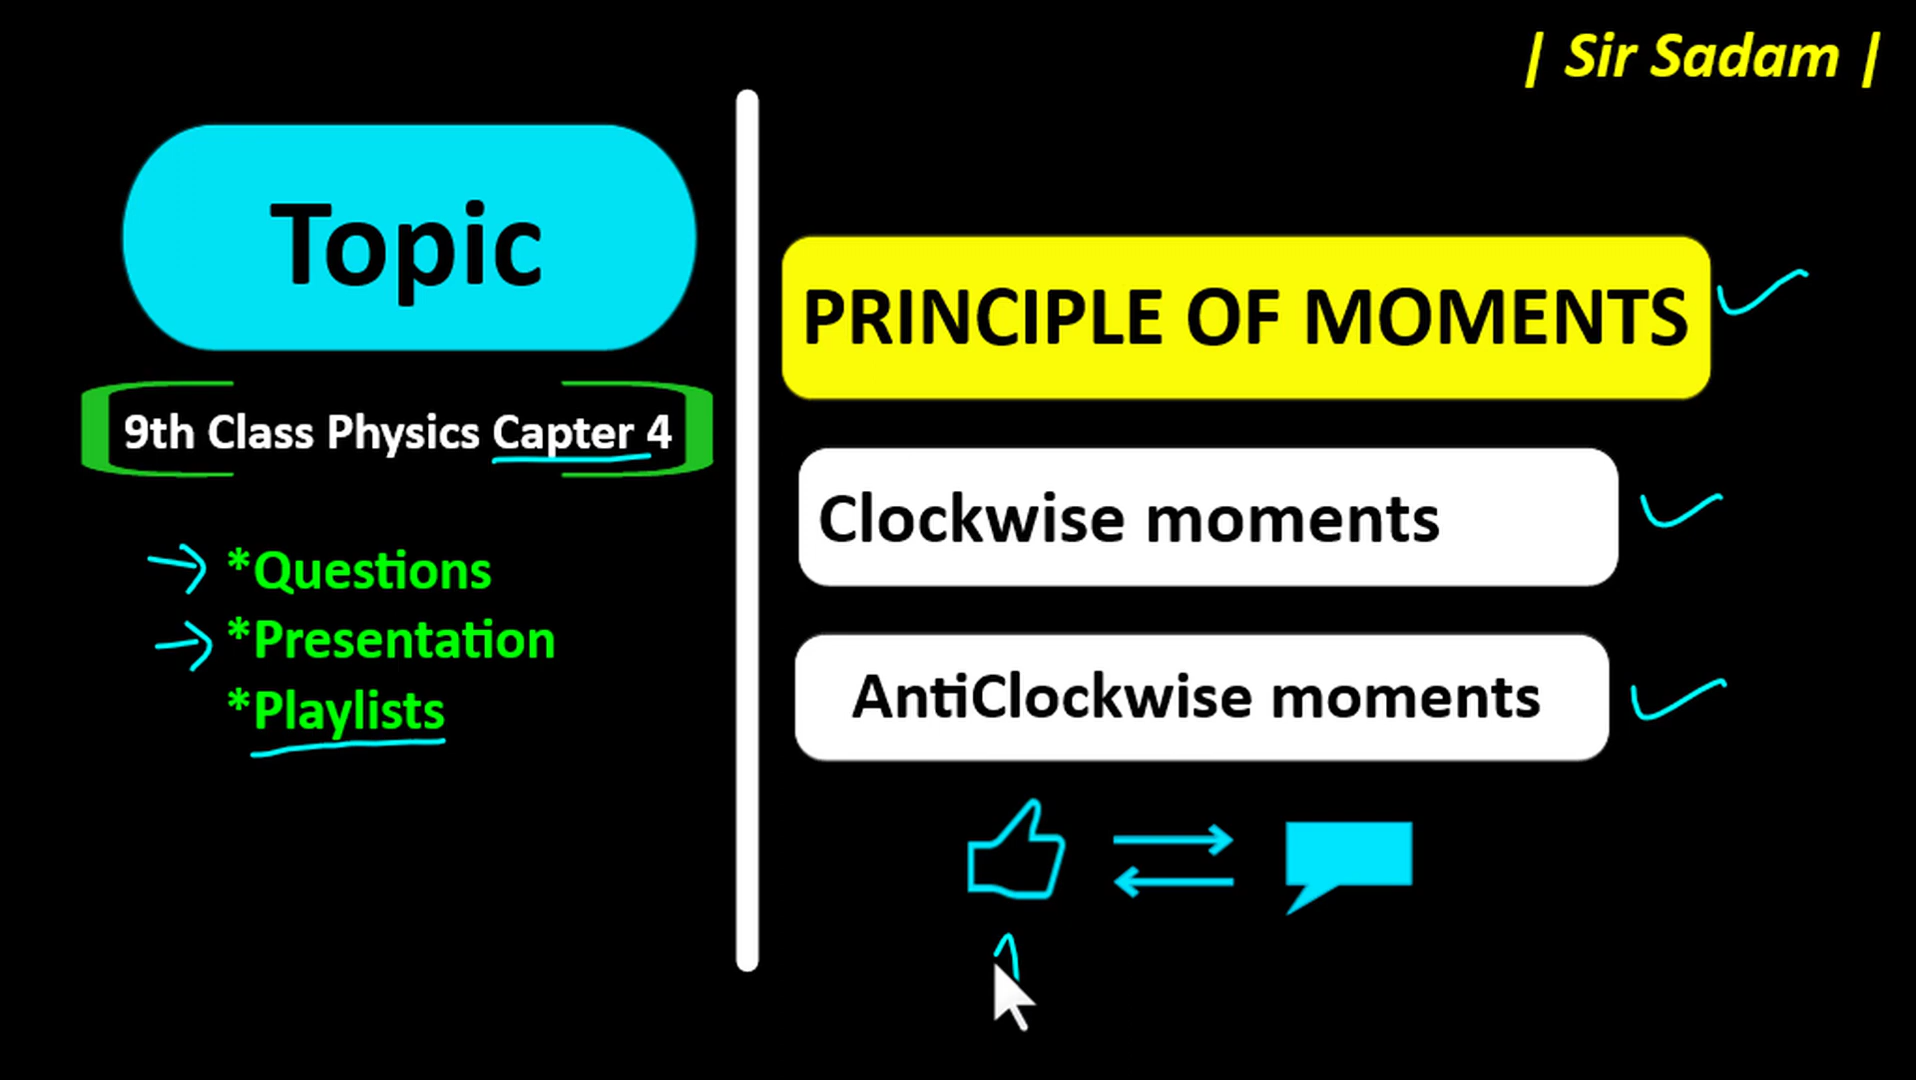 | Sir Sadam |
Topic
9th Class Physics Capter 4
*Questions
*Presentation
*Playlists
PRINCIPLE OF MOMENTS
Clockwise moments
AntiClockwise moments